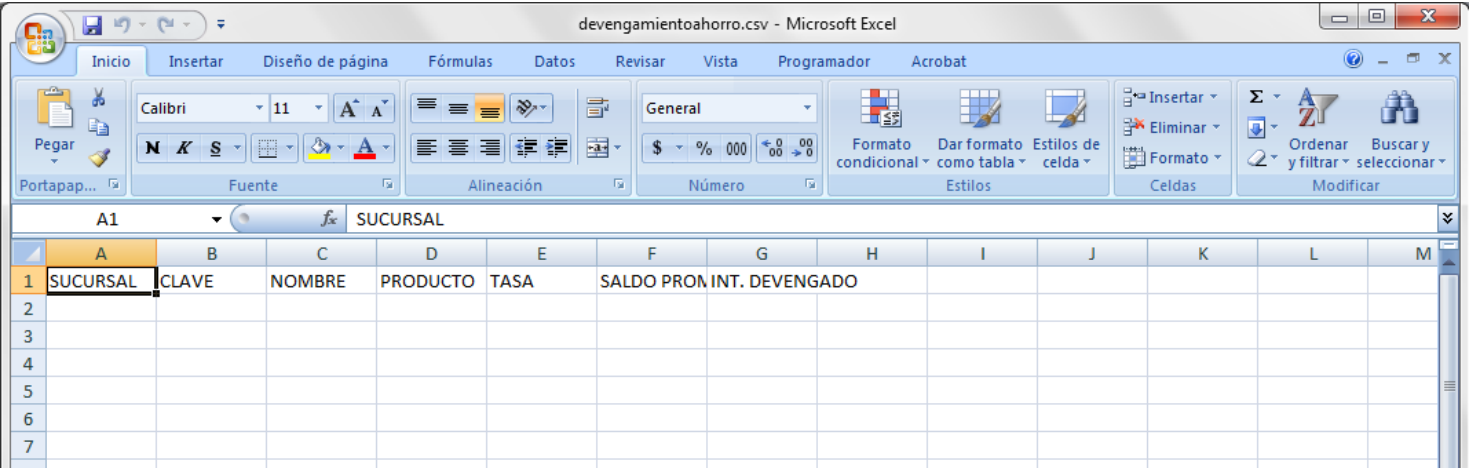 devengamientoahorro.csv - Microsoft Excel
Inicio Insertar Diseño de página Fórmulas Datos Revisar Vista Programador Acrobat
Pegar
Portapap...
Calibri 11
N K S
Fuente
Alineación
General
$ % 000
Número
Formato condicional
Dar formato como tabla
Estilos de celda
Estilos
Insertar
Eliminar
Formato
Celdas
Ordenar y filtrar
Buscar y seleccionar
Modificar
A1 fx SUCURSAL
A B C D E F G H I J K L M
1 SUCURSAL CLAVE NOMBRE PRODUCTO TASA SALDO PROM INT. DEVENGADO
2
3
4
5
6
7